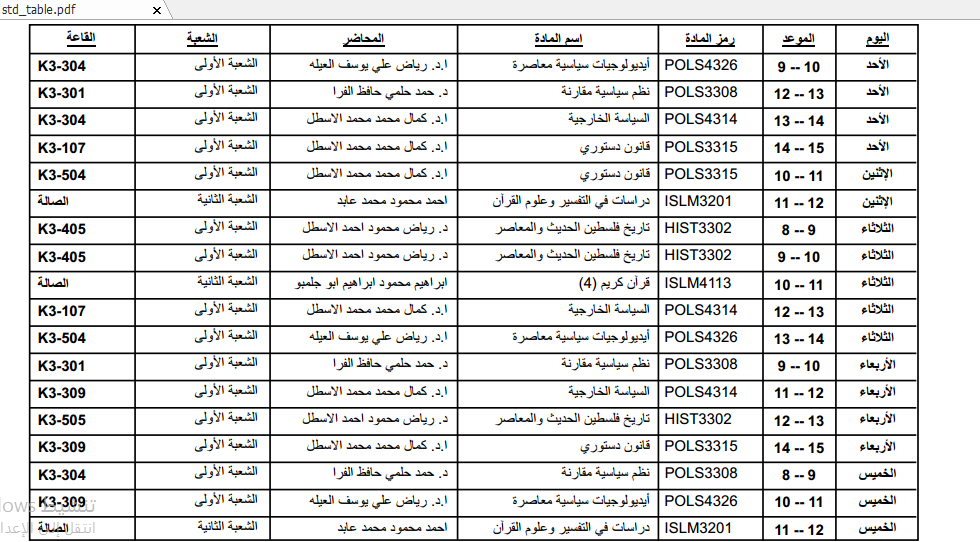 std_table.pdf
اليوم الموعد رمز المادة اسم المادة المحاضر الشعبة القاعة
الأحد 9 -- 10 POLS4326 أيديولوجيات سياسية معاصرة ا.د. رياض علي يوسف العيله الشعبة الأولى K3-304
الأحد 12 -- 13 POLS3308 نظم سياسية مقارنة د. حمد حلمي حافظ الفرا الشعبة الأولى K3-301
الأحد 13 -- 14 POLS4314 السياسة الخارجية ا.د. كمال محمد محمد الاسطل الشعبة الأولى K3-304
الأحد 14 -- 15 POLS3315 قانون دستوري ا.د. كمال محمد محمد الاسطل الشعبة الأولى K3-107
الإثنين 10 -- 11 POLS3315 قانون دستوري ا.د. كمال محمد محمد الاسطل الشعبة الأولى K3-504
الإثنين 11 -- 12 ISLM3201 دراسات في التفسير وعلوم القرآن احمد محمود محمد عابد الشعبة الثانية الصالة
الثلاثاء 8 -- 9 HIST3302 تاريخ فلسطين الحديث والمعاصر د. رياض محمود احمد الاسطل الشعبة الأولى K3-405
الثلاثاء 9 -- 10 HIST3302 تاريخ فلسطين الحديث والمعاصر د. رياض محمود احمد الاسطل الشعبة الأولى K3-405
الثلاثاء 10 -- 11 ISLM4113 قرآن كريم (4) ابراهيم محمود ابراهيم ابو جلمبو الشعبة الثانية الصالة
الثلاثاء 12 -- 13 POLS4314 السياسة الخارجية ا.د. كمال محمد محمد الاسطل الشعبة الأولى K3-107
الثلاثاء 13 -- 14 POLS4326 أيديولوجيات سياسية معاصرة ا.د. رياض علي يوسف العيله الشعبة الأولى K3-504
الأربعاء 9 -- 10 POLS3308 نظم سياسية مقارنة د. حمد حلمي حافظ الفرا الشعبة الأولى K3-301
الأربعاء 11 -- 12 POLS4314 السياسة الخارجية ا.د. كمال محمد محمد الاسطل الشعبة الأولى K3-309
الأربعاء 12 -- 13 HIST3302 تاريخ فلسطين الحديث والمعاصر د. رياض محمود احمد الاسطل الشعبة الأولى K3-505
الأربعاء 14 -- 15 POLS3315 قانون دستوري ا.د. كمال محمد محمد الاسطل الشعبة الأولى K3-309
الخميس 8 -- 9 POLS3308 نظم سياسية مقارنة د. حمد حلمي حافظ الفرا الشعبة الأولى K3-304
الخميس 10 -- 11 POLS4326 أيديولوجيات سياسية معاصرة ا.د. رياض علي يوسف العيله الشعبة الأولى K3-309
الخميس 11 -- 12 ISLM3201 دراسات في التفسير وعلوم القرآن احمد محمود محمد عابد الشعبة الثانية الصالة
تنشيط
انتقل إلى